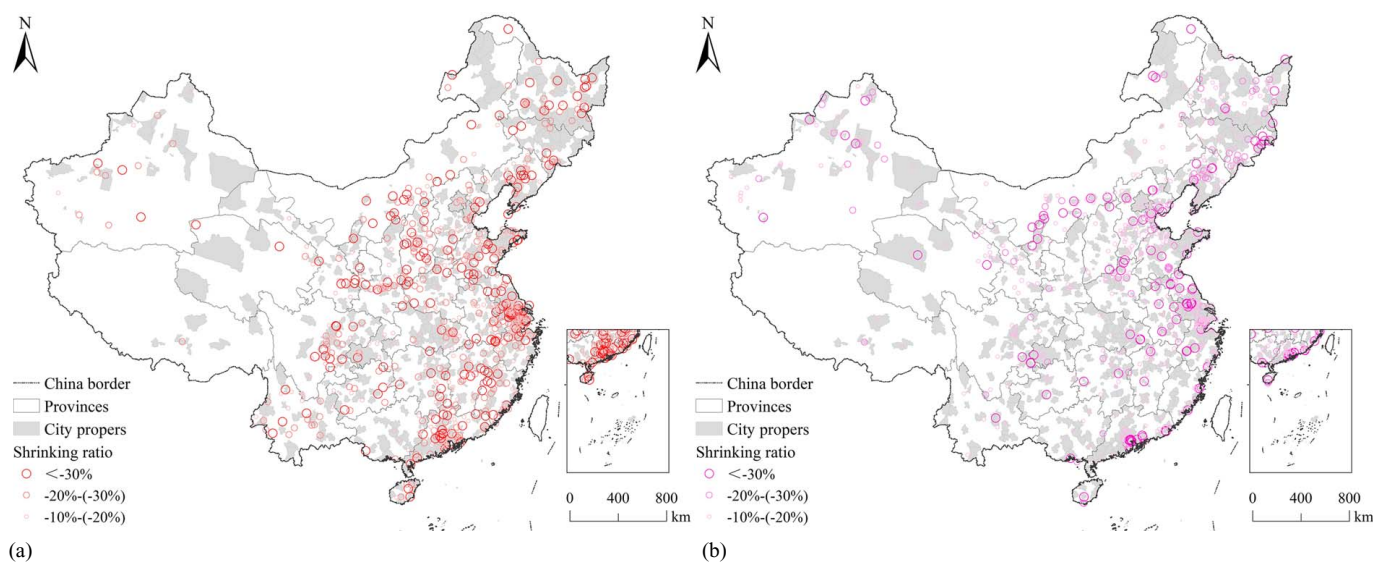 N
China border
Provinces
City propers
Shrinking ratio
<-30%
-20%-(-30%)
-10%-(-20%)
0 400 800
km
(a)
N
China border
Provinces
City propers
Shrinking ratio
<-30%
-20%-(-30%)
-10%-(-20%)
0 400 800
km
(b)